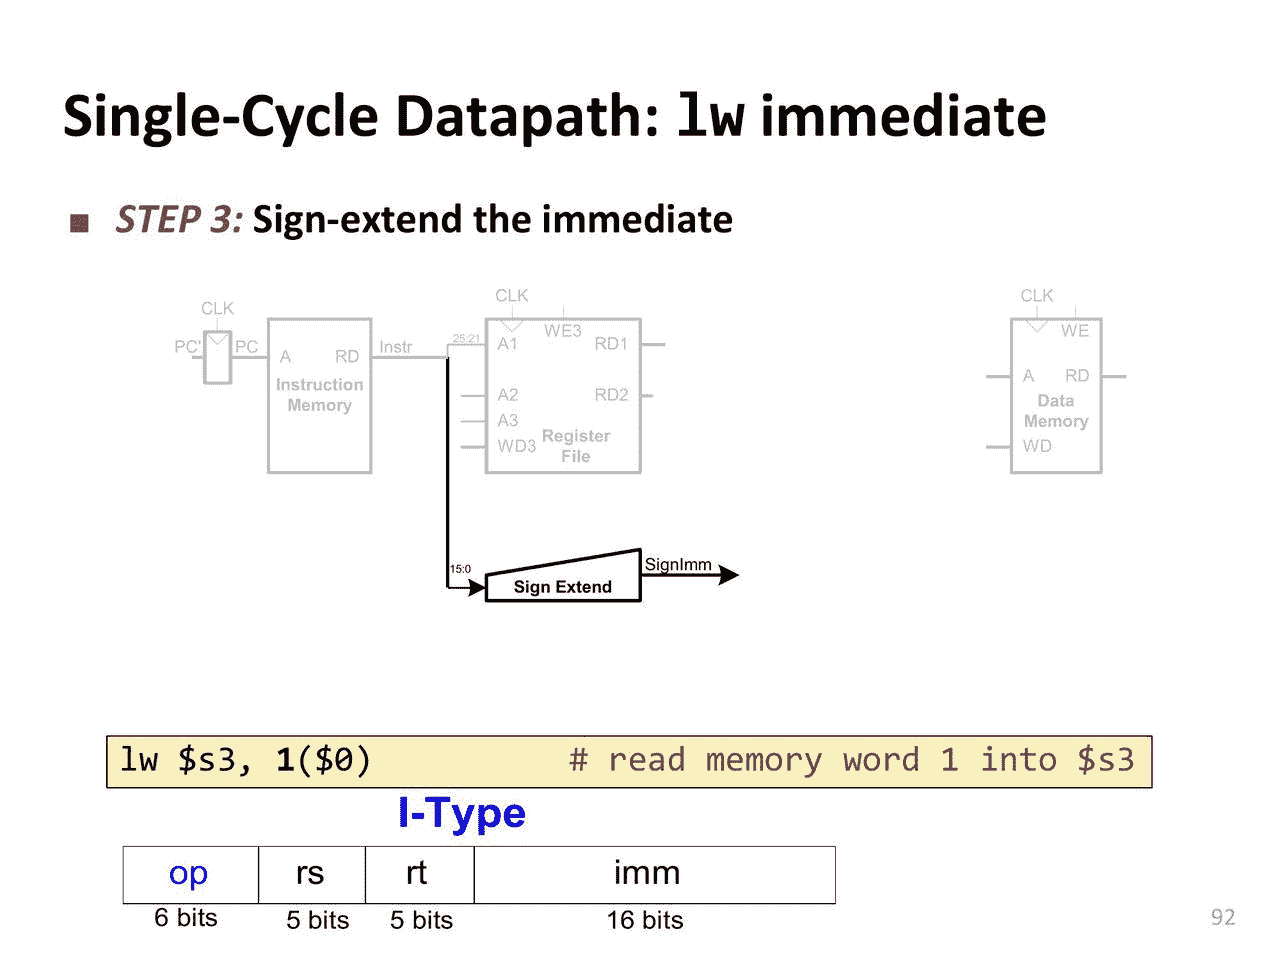 Single-Cycle Datapath: lw immediate
■ STEP 3: Sign-extend the immediate
CLK
CLK
CLK
PC'
PC
A
RD
Instruction
Memory
Instr
25:21
A1
WE3
RD1
A2
RD2
A3
WD3
Register
File
WE
A
RD
Data
Memory
WD
15:0
Sign Extend
SignImm
lw $s3, 1($0) # read memory word 1 into $s3
I-Type
op rs rt imm
6 bits 5 bits 5 bits 16 bits
92